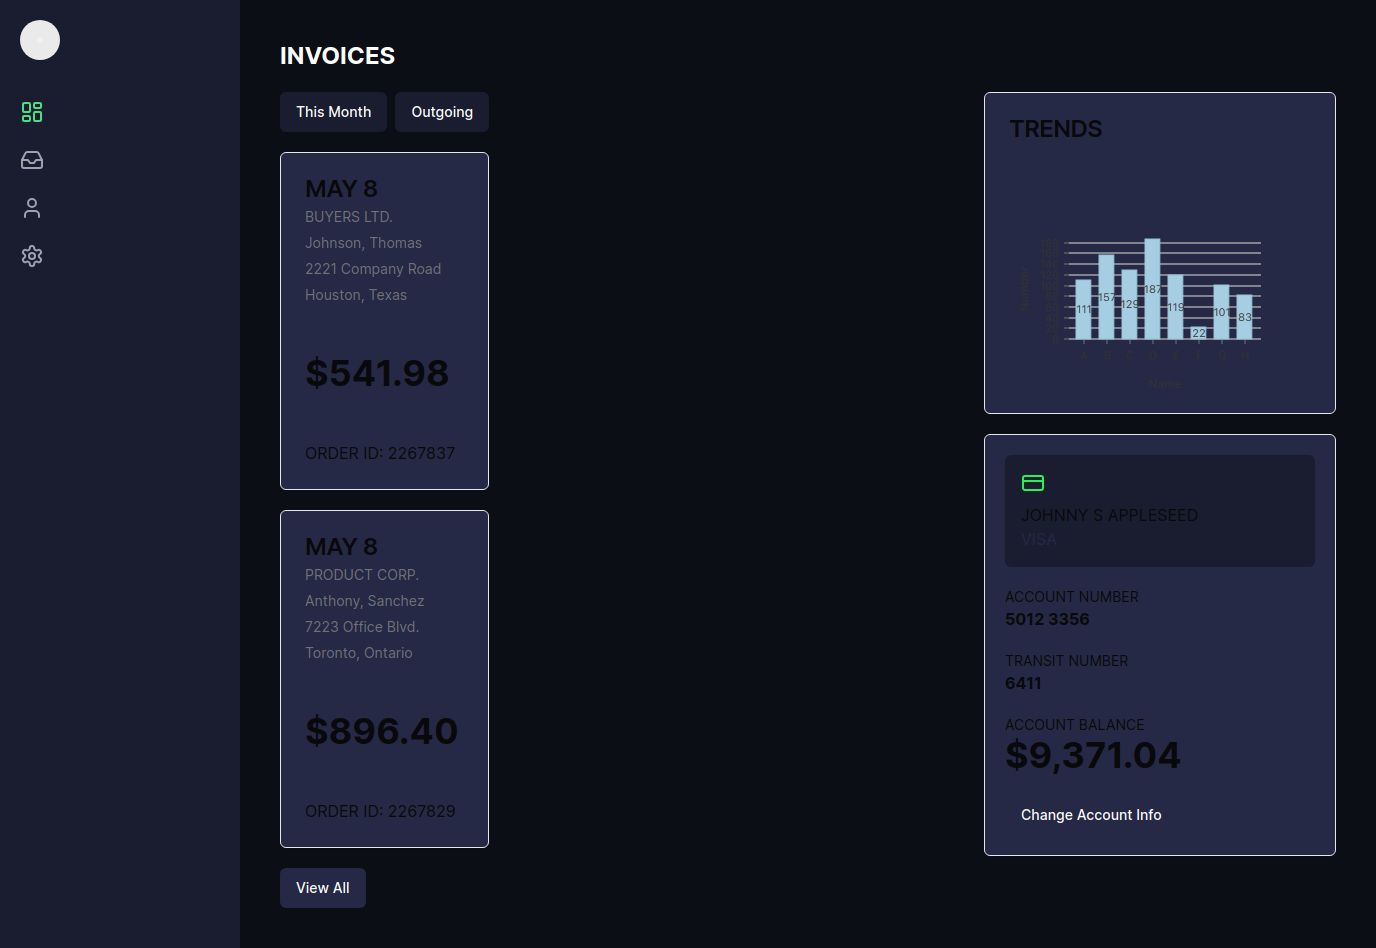 INVOICES
This Month
Outgoing
MAY 8
BUYERS LTD.
Johnson, Thomas
2221 Company Road
Houston, Texas
$541.98
ORDER ID: 2267837
MAY 8
PRODUCT CORP.
Anthony, Sanchez
7223 Office Blvd.
Toronto, Ontario
$896.40
ORDER ID: 2267829
View All
TRENDS
Number
111 157 129 187 119 22 101 83
Name
JOHNNY S APPLESEED
VISA
ACCOUNT NUMBER
5012 3356
TRANSIT NUMBER
6411
ACCOUNT BALANCE
$9,371.04
Change Account Info